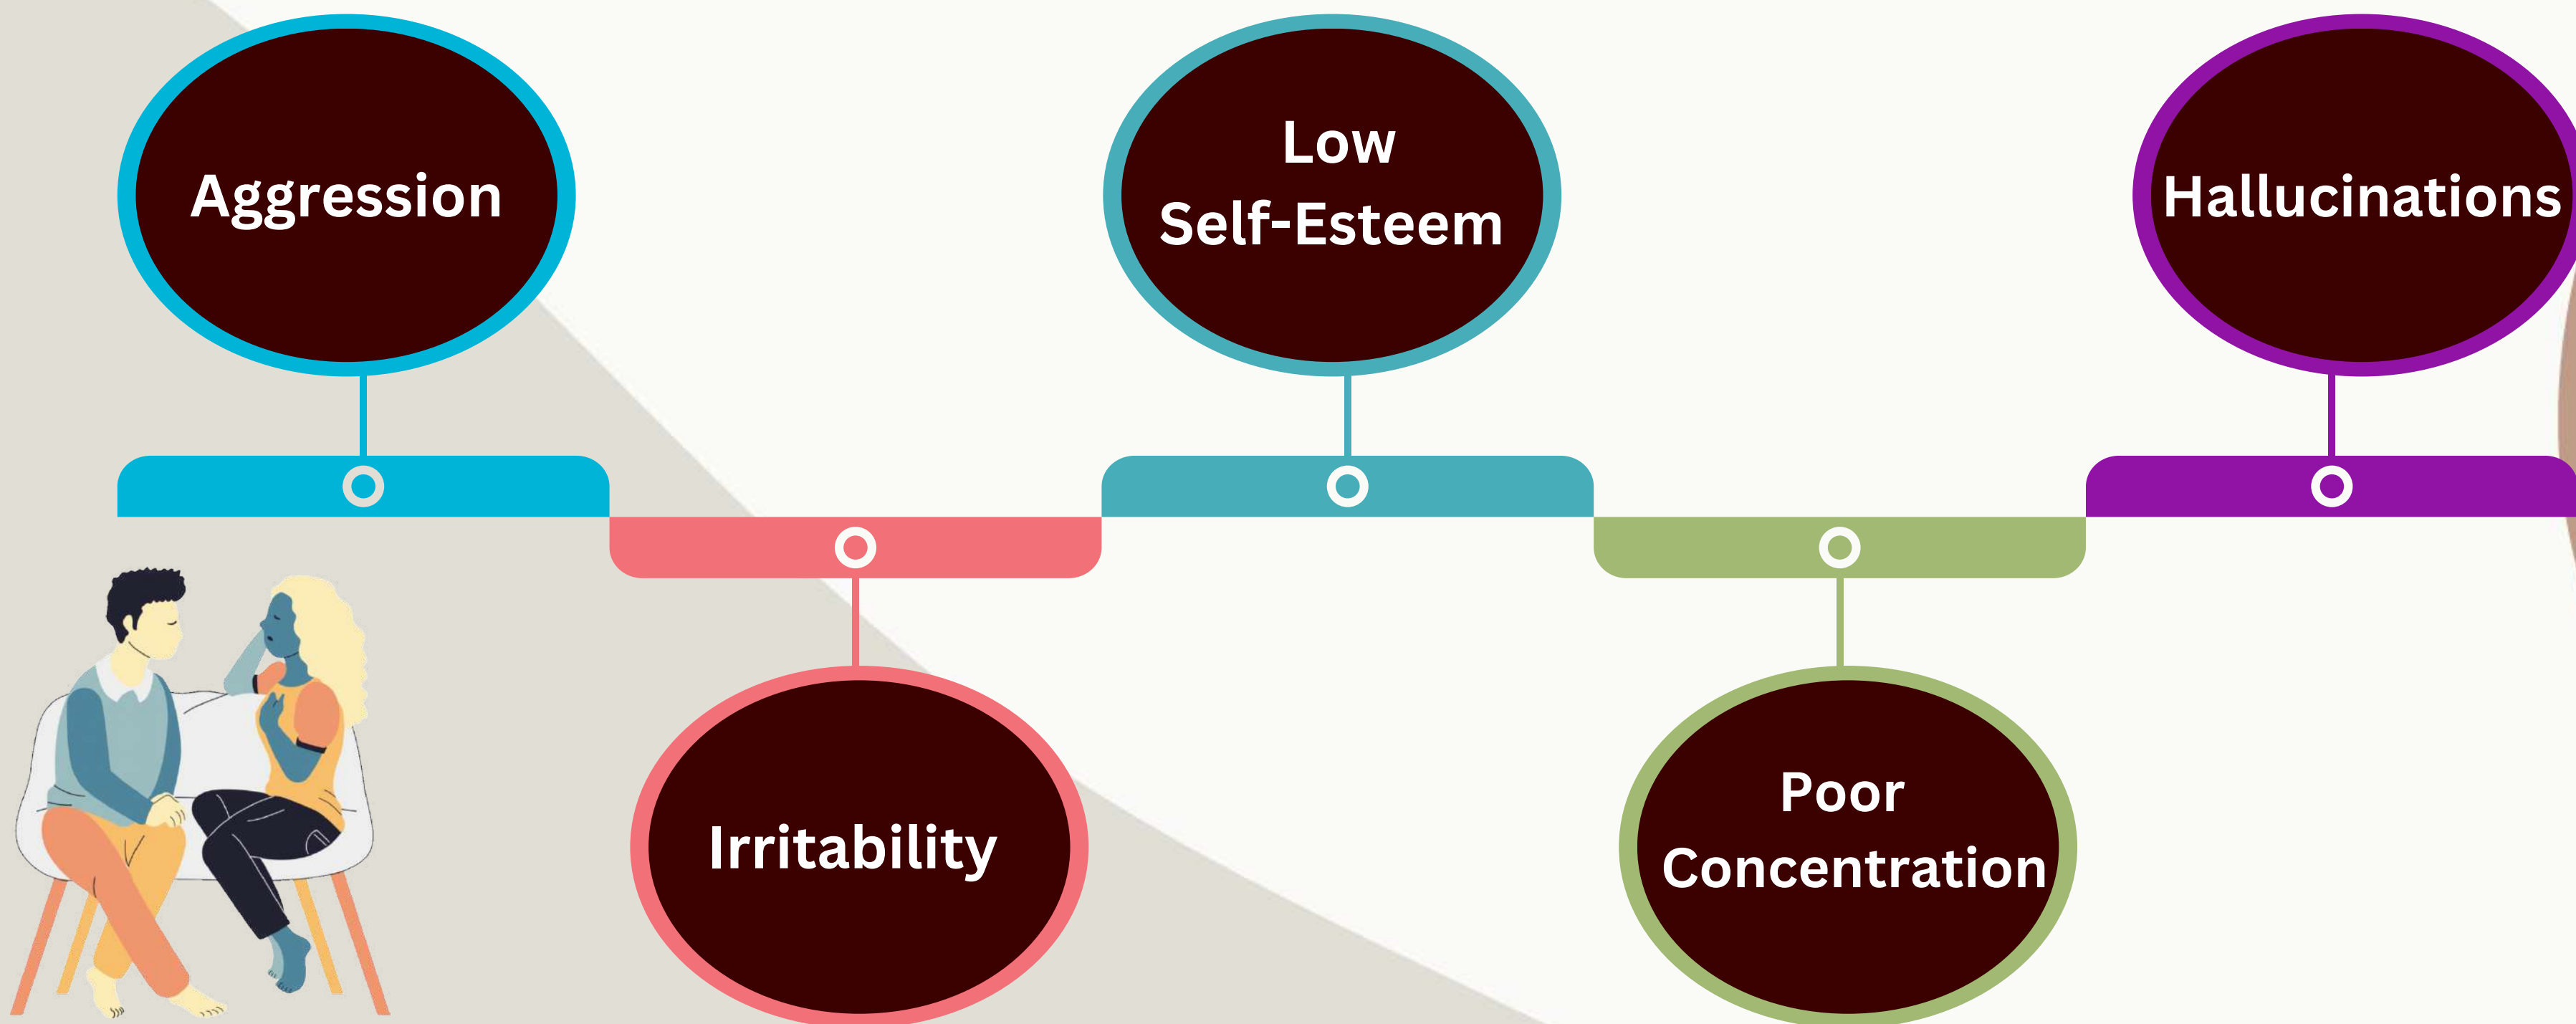 Aggression
Irritability
Low
Self-Esteem
Poor
Concentration
Hallucinations